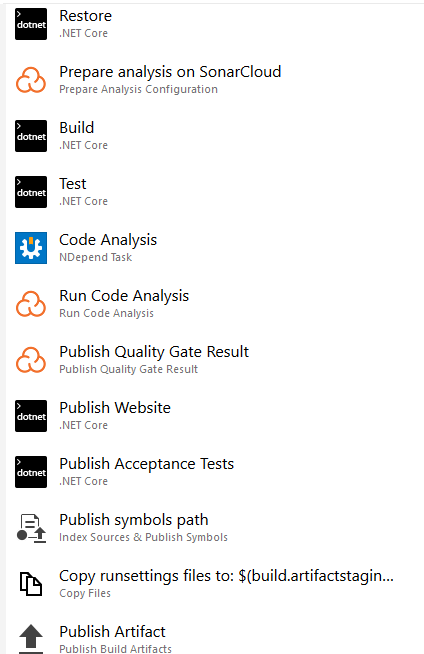 Restore
>
dotnet
.NET Core
Prepare analysis on SonarCloud
Prepare Analysis Configuration
Build
>
dotnet
.NET Core
Test
>
dotnet
.NET Core
Code Analysis
NDepend Task
Run Code Analysis
Run Code Analysis
Publish Quality Gate Result
Publish Quality Gate Result
Publish Website
>
dotnet
.NET Core
Publish Acceptance Tests
>
dotnet
.NET Core
Publish symbols path
Index Sources & Publish Symbols
Copy runsettings files to: $(build.artifactstagin...
Copy Files
Publish Artifact
Publish Build Artifacts